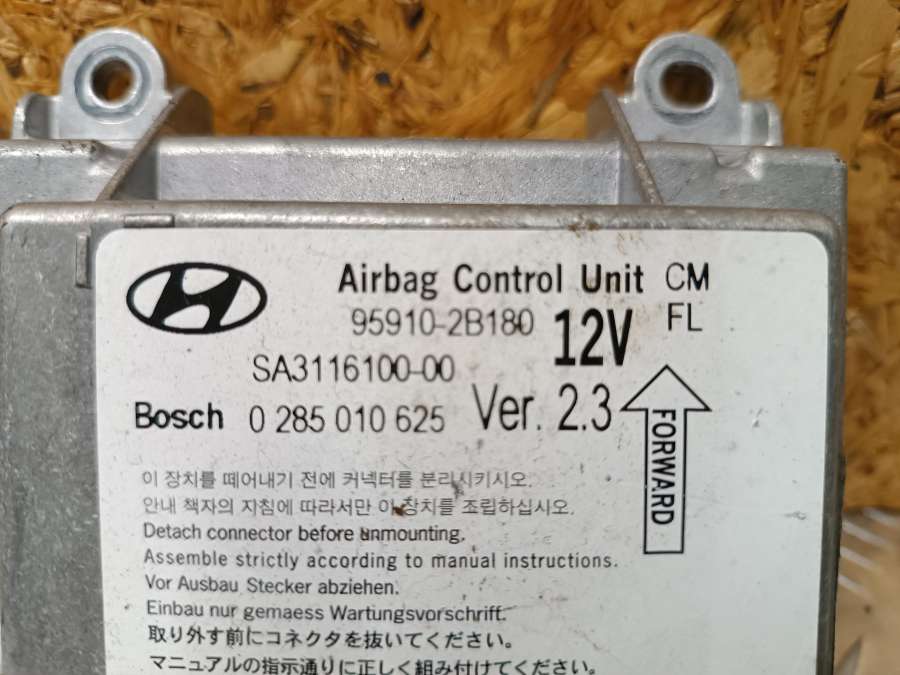 Airbag Control Unit CM
95910-2B180 12V FL
SA3116100-00
Bosch 0 285 010 625 Ver. 2.3
FORWARD
이 장치를 떼어내기 전에 커넥터를 분리시키시오.
안내 책자의 지침에 따라서만 이 장치를 조립하십시오.
Detach connector before unmounting.
Assemble strictly according to manual instructions.
Vor Ausbau Stecker abziehen.
Einbau nur gemaess Wartungsvorschrift.
取り外す前にコネクタを抜いてください。
マニュアルの指示通りに正しく組み付けてください。